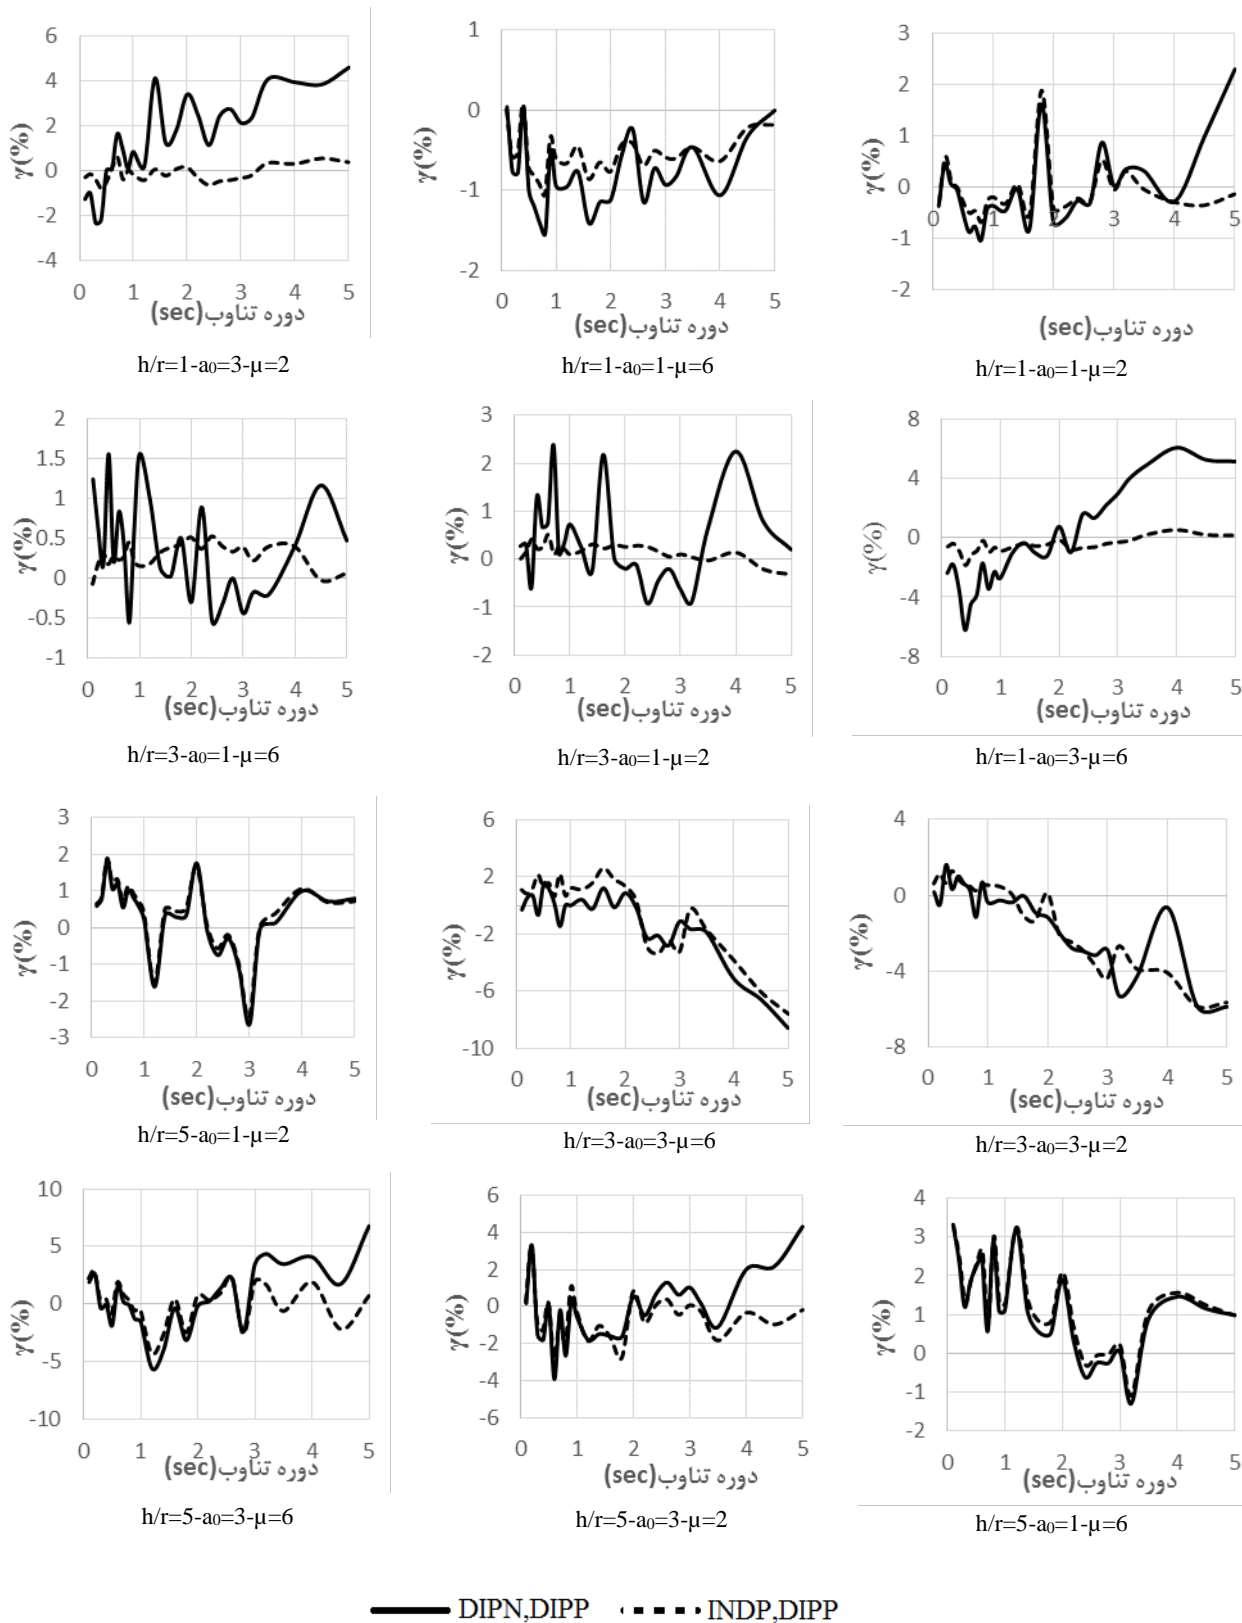 6
4
2
0
-2
-4
γ(%)
0 1 2 3 4 5
دوره تناوب(sec)
h/r=1-a₀=3-µ=2
1
0
-1
-2
γ(%)
0 1 2 3 4 5
دوره تناوب(sec)
h/r=1-a₀=1-µ=6
3
2
1
0
-1
-2
γ(%)
0 1 2 3 4 5
دوره تناوب(sec)
h/r=1-a₀=1-µ=2
2
1.5
1
0.5
0
-0.5
-1
γ(%)
0 1 2 3 4 5
دوره تناوب(sec)
h/r=3-a₀=1-µ=6
3
2
1
0
-1
-2
γ(%)
0 1 2 3 4 5
دوره تناوب(sec)
h/r=3-a₀=1-µ=2
8
4
0
-4
-8
γ(%)
0 1 2 3 4 5
دوره تناوب(sec)
h/r=1-a₀=3-µ=6
3
2
1
0
-1
-2
-3
γ(%)
0 1 2 3 4 5
دوره تناوب(sec)
h/r=5-a₀=1-µ=2
6
2
-2
-6
-10
γ(%)
0 1 2 3 4 5
دوره تناوب(sec)
h/r=3-a₀=3-µ=6
4
0
-4
-8
γ(%)
0 1 2 3 4 5
دوره تناوب(sec)
h/r=3-a₀=3-µ=2
10
5
0
-5
-10
γ(%)
0 1 2 3 4 5
دوره تناوب(sec)
h/r=5-a₀=3-µ=6
6
4
2
0
-2
-4
-6
γ(%)
0 1 2 3 4 5
دوره تناوب(sec)
h/r=5-a₀=3-µ=2
4
3
2
1
0
-1
-2
γ(%)
0 1 2 3 4 5
دوره تناوب(sec)
h/r=5-a₀=1-µ=6
DIPN,DIPP INDP,DIPP